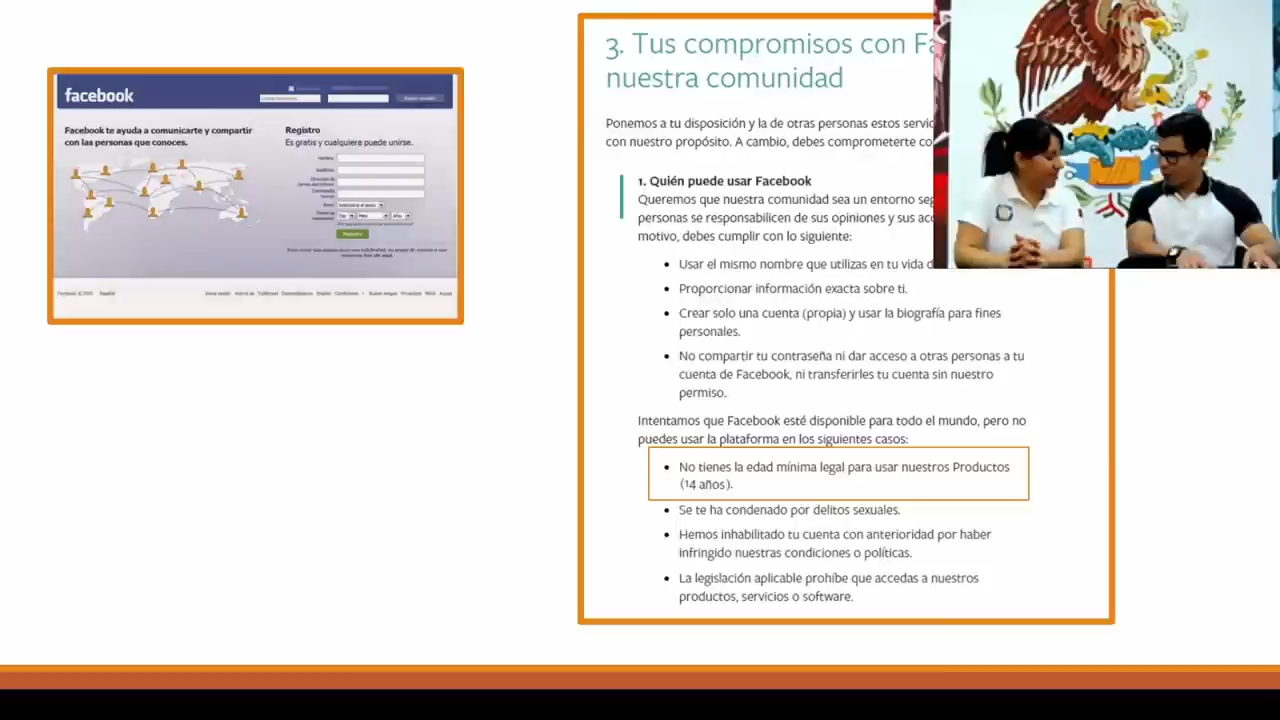 facebook
Facebook te ayuda a comunicarte y compartir
con las personas que conoces.
Registro
Es gratis y cualquiera puede unirse.
3. Tus compromisos con Fa
nuestra comunidad
Ponemos a tu disposición y la de otras personas estos servic
con nuestro propósito. A cambio, debes comprometerte co
1. Quién puede usar Facebook
Queremos que nuestra comunidad sea un entorno seg
personas se responsabilicen de sus opiniones y sus acc
motivo, debes cumplir con lo siguiente:
• Usar el mismo nombre que utilizas en tu vida d
• Proporcionar información exacta sobre ti.
• Crear solo una cuenta (propia) y usar la biografía para fines
personales.
• No compartir tu contraseña ni dar acceso a otras personas a tu
cuenta de Facebook, ni transferirles tu cuenta sin nuestro
permiso.
Intentamos que Facebook esté disponible para todo el mundo, pero no
puedes usar la plataforma en los siguientes casos:
• No tienes la edad mínima legal para usar nuestros Productos
(14 años).
• Se te ha condenado por delitos sexuales.
• Hemos inhabilitado tu cuenta con anterioridad por haber
infringido nuestras condiciones o políticas.
• La legislación aplicable prohíbe que accedas a nuestros
productos, servicios o software.